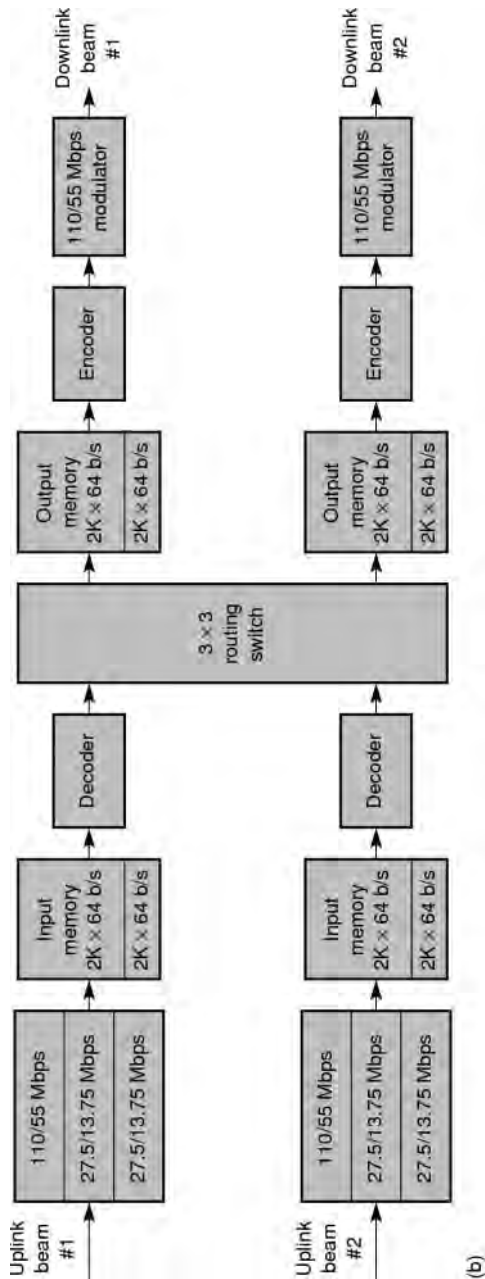 Uplink
beam
#1
110/55 Mbps
27.5/13.75 Mbps
27.5/13.75 Mbps
Input
memory
2K × 64 b/s
2K × 64 b/s
Decoder
3 × 3
routing
switch
Output
memory
2K × 64 b/s
2K × 64 b/s
Encoder
110/55 Mbps
modulator
Downlink
beam
#1
Uplink
beam
#2
110/55 Mbps
27.5/13.75 Mbps
27.5/13.75 Mbps
Input
memory
2K × 64 b/s
2K × 64 b/s
Decoder
Output
memory
2K × 64 b/s
2K × 64 b/s
Encoder
110/55 Mbps
modulator
Downlink
beam
#2
(b)